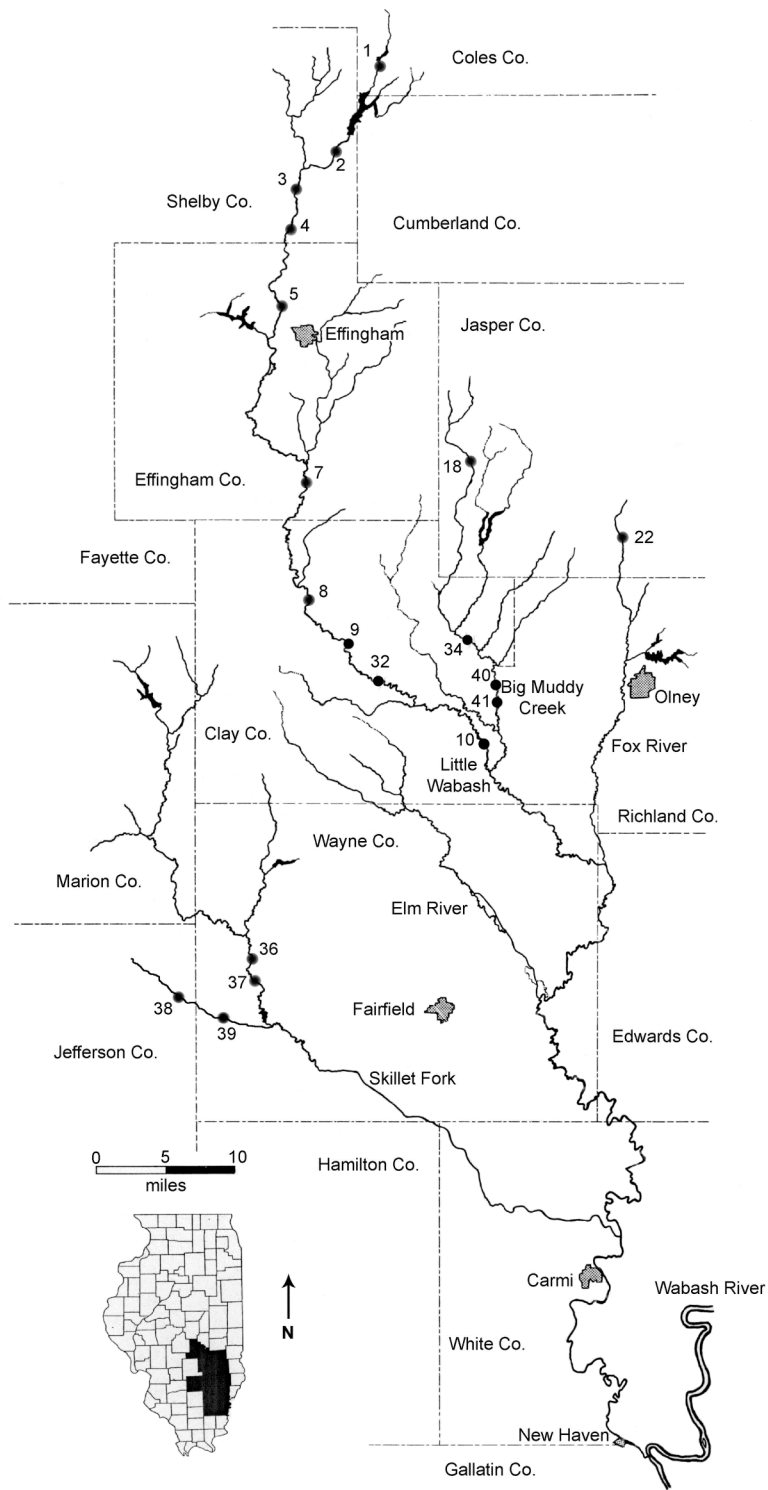 1
Coles Co.
2
3
Shelby Co.
4
Cumberland Co.
5
Effingham
Jasper Co.
18
Effingham Co.
7
22
Fayette Co.
8
9
34
32
40
Big Muddy
Creek
41
Olney
Clay Co.
10
Little
Wabash
Fox River
Richland Co.
Wayne Co.
Marion Co.
Elm River
36
37
38
39
Fairfield
Edwards Co.
Jefferson Co.
Skillet Fork
0 5 10
miles
Hamilton Co.
N
Carmi
Wabash River
White Co.
New Haven
Gallatin Co.